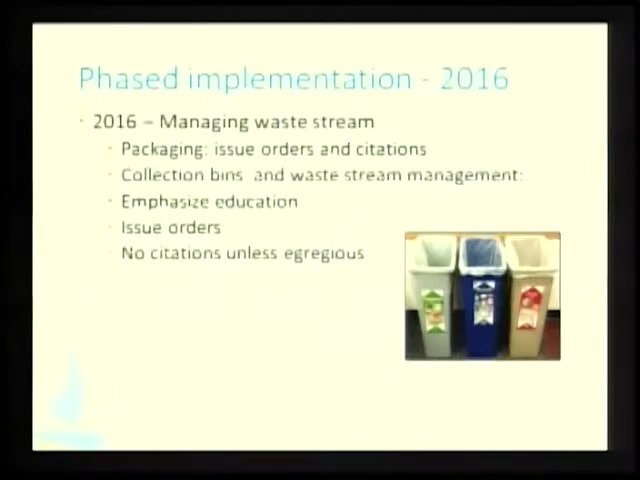 Phased implementation - 2016
2016 – Managing waste stream
Packaging: issue orders and citations
Collection bins and waste stream management:
Emphasize education
Issue orders
No citations unless egregious